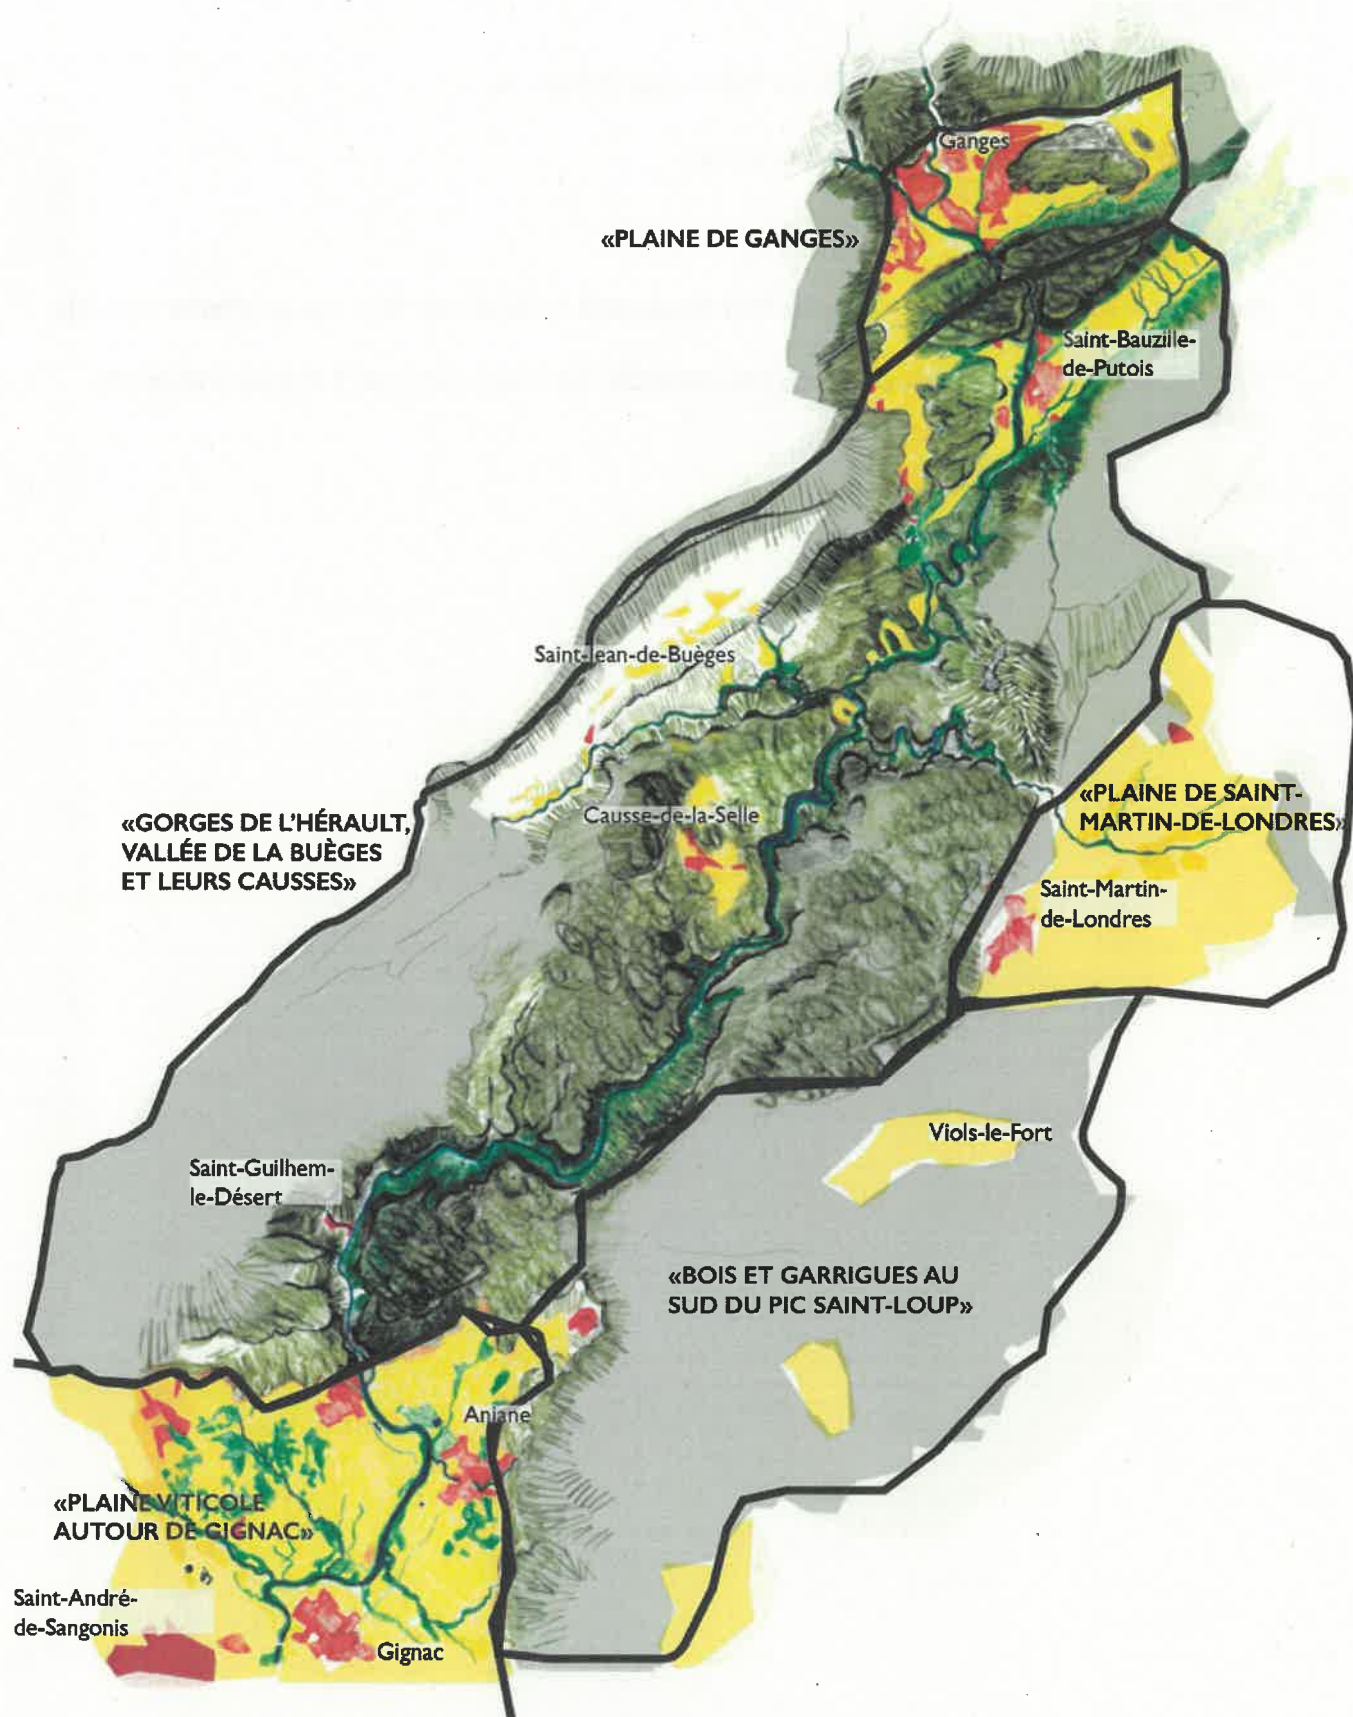 Ganges
«PLAINE DE GANGES»
Saint-Bauzille-
de-Putois
Saint-Jean-de-Buèges
«GORGES DE L'HÉRAULT,
VALLÉE DE LA BUÈGES
ET LEURS CAUSSES»
Causse-de-la-Selle
«PLAINE DE SAINT-
MARTIN-DE-LONDRES»
Saint-Martin-
de-Londres
Viols-le-Fort
Saint-Guilhem-
le-Désert
«BOIS ET GARRIGUES AU
SUD DU PIC SAINT-LOUP»
Aniane
«PLAINE VITICOLE
AUTOUR DE GIGNAC»
Saint-André-
de-Sangonis
Gignac